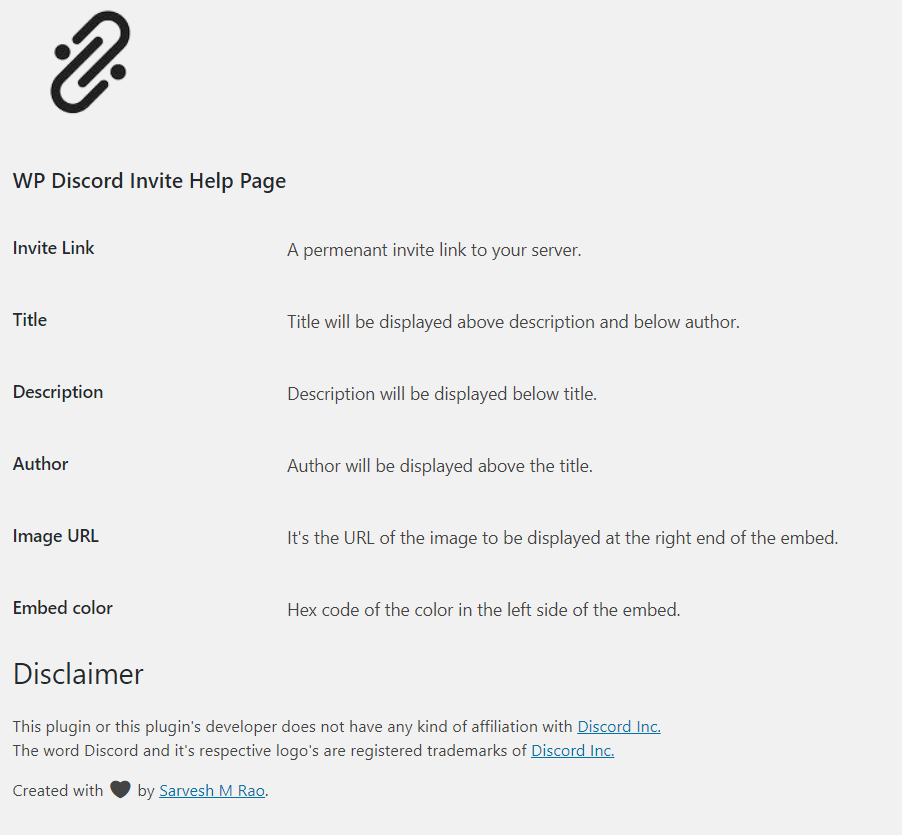 WP Discord Invite Help Page
Invite Link A permenant invite link to your server.
Title Title will be displayed above description and below author.
Description Description will be displayed below title.
Author Author will be displayed above the title.
Image URL It's the URL of the image to be displayed at the right end of the embed.
Embed color Hex code of the color in the left side of the embed.
Disclaimer
This plugin or this plugin's developer does not have any kind of affiliation with Discord Inc.
The word Discord and it's respective logo's are registered trademarks of Discord Inc.
Created with 🖤 by Sarvesh M Rao.